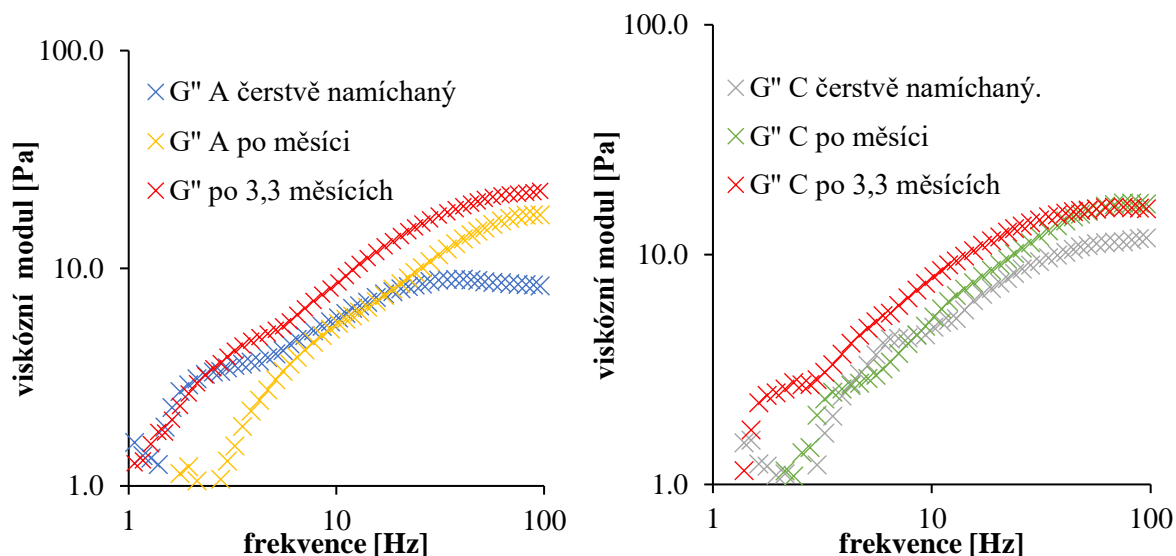 100.0
10.0
1.0
viskózní modul [Pa]
G" A čerstvě namíchaný
G" A po měsíci
G" po 3,3 měsících
1
10
100
frekvence [Hz]
100.0
10.0
1.0
viskózní modul [Pa]
G" C čerstvě namíchaný.
G" C po měsíci
G" C po 3,3 měsících
1
10
100
frekvence [Hz]